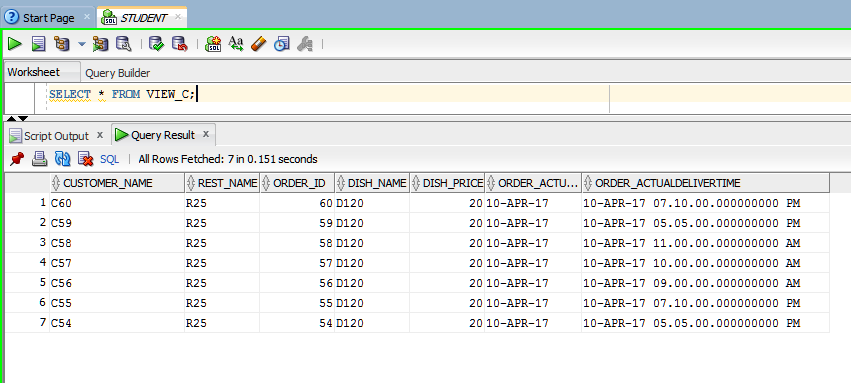 Start Page × STUDENT ×
Worksheet Query Builder
SELECT * FROM VIEW_C;
Script Output × Query Result ×
SQL All Rows Fetched: 7 in 0.151 seconds
CUSTOMER_NAME REST_NAME ORDER_ID DISH_NAME DISH_PRICE ORDER_ACTU... ORDER_ACTUALDELIVERTIME
1 C60 R25 60 D120 20 10-APR-17 10-APR-17 07.10.00.000000000 PM
2 C59 R25 59 D120 20 10-APR-17 10-APR-17 05.05.00.000000000 PM
3 C58 R25 58 D120 20 10-APR-17 10-APR-17 11.00.00.000000000 AM
4 C57 R25 57 D120 20 10-APR-17 10-APR-17 10.00.00.000000000 AM
5 C56 R25 56 D120 20 10-APR-17 10-APR-17 09.00.00.000000000 AM
6 C55 R25 55 D120 20 10-APR-17 10-APR-17 07.10.00.000000000 PM
7 C54 R25 54 D120 20 10-APR-17 10-APR-17 05.05.00.000000000 PM